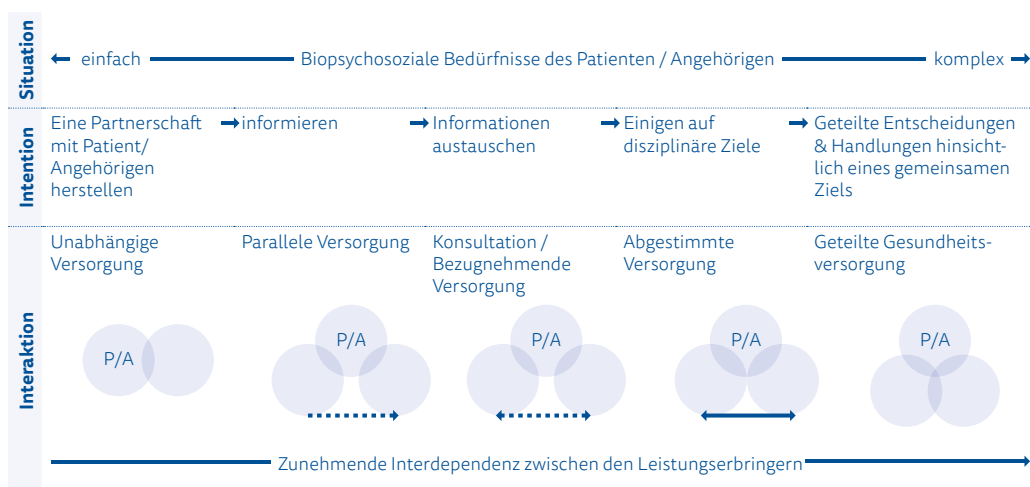 Situation
einfach
Biopsychosoziale Bedürfnisse des Patienten / Angehörigen
komplex
Intention
Eine Partnerschaft
mit Patient/
Angehörigen
herstellen
informieren
Informationen
austauschen
Einigen auf
disziplinäre Ziele
Geteilte Entscheidungen
& Handlungen hinsicht-
lich eines gemeinsamen
Ziels
Interaktion
Unabhängige
Versorgung
Parallele Versorgung
Konsultation /
Bezugnehmende
Versorgung
Abgestimmte
Versorgung
Geteilte Gesundheits-
versorgung
P/A
P/A
P/A
P/A
P/A
Zunehmende Interdependenz zwischen den Leistungserbringern